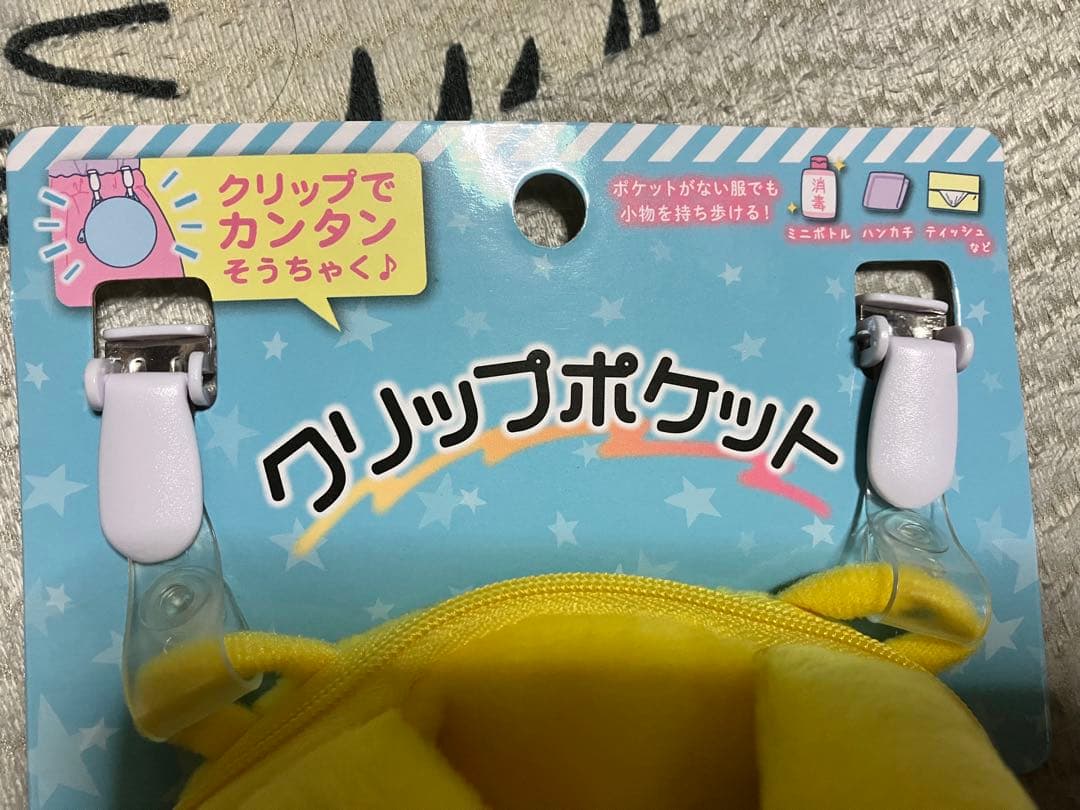 クリップで
カンタン
そうちゃく♪
ポケットがない服でも
小物を持ち歩ける!
消毒
ミニボトル ハンカチ ティッシュ
など
クリップポケット